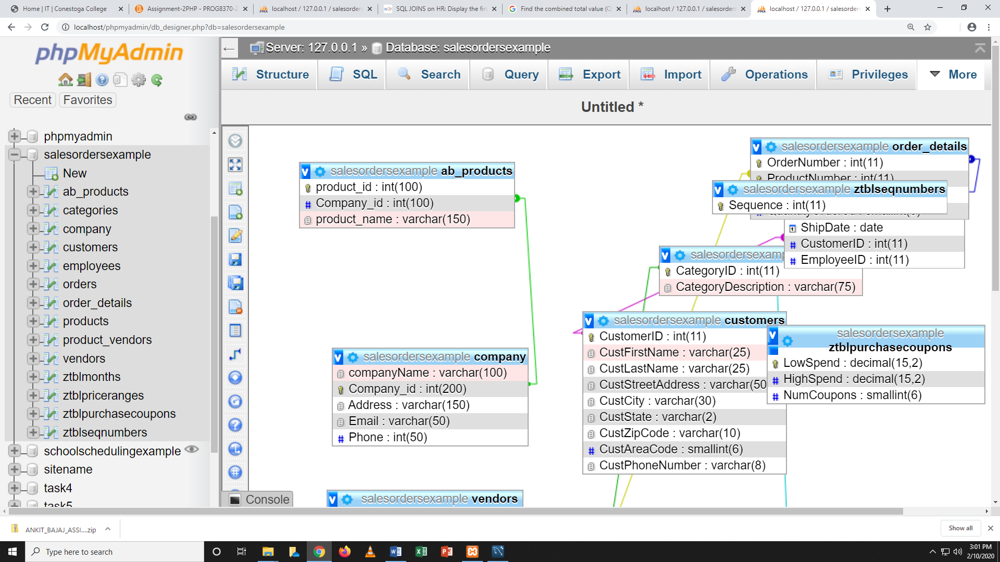 Home | IT | Conestoga College
Assignment-2PHP - PROG8370-2
localhost / 127.0.0.1 / salesorders
SQL JOINS on HR: Display the firs
Find the combined total value (Q
localhost / 127.0.0.1 / salesorders
localhost / 127.0.0.1 / salesorders
localhost/phpmyadmin/db_designer.php?db=salesordersexample
phpMyAdmin
Recent
Favorites
phpmyadmin
salesordersexample
New
ab_products
categories
company
customers
employees
orders
order_details
products
product_vendors
vendors
ztblmonths
ztblpriceranges
ztblpurchasecoupons
ztblseqnumbers
schoolschedulingexample
sitename
task4
task5
Server: 127.0.0.1 » Database: salesordersexample
Structure
SQL
Search
Query
Export
Import
Operations
Privileges
More
Untitled *
salesordersexample ab_products
product_id : int(100)
Company_id : int(100)
product_name : varchar(150)
salesordersexample company
companyName : varchar(100)
Company_id : int(200)
Address : varchar(150)
Email : varchar(50)
Phone : int(50)
salesordersexample vendors
salesordersexample order_details
OrderNumber : int(11)
ProductNumber : int(11)
salesordersexample ztblseqnumbers
Sequence : int(11)
ShipDate : date
CustomerID : int(11)
EmployeeID : int(11)
salesordersexamp
CategoryID : int(11)
CategoryDescription : varchar(75)
salesordersexample customers
CustomerID : int(11)
CustFirstName : varchar(25)
CustLastName : varchar(25)
CustStreetAddress : varchar(50
CustCity : varchar(30)
CustState : varchar(2)
CustZipCode : varchar(10)
CustAreaCode : smallint(6)
CustPhoneNumber : varchar(8)
salesordersexample
ztblpurchasecoupons
LowSpend : decimal(15,2)
HighSpend : decimal(15,2)
NumCoupons : smallint(6)
Console
ANKIT_BAJAJ_ASSI....zip
Show all
Type here to search
3:01 PM
2/10/2020